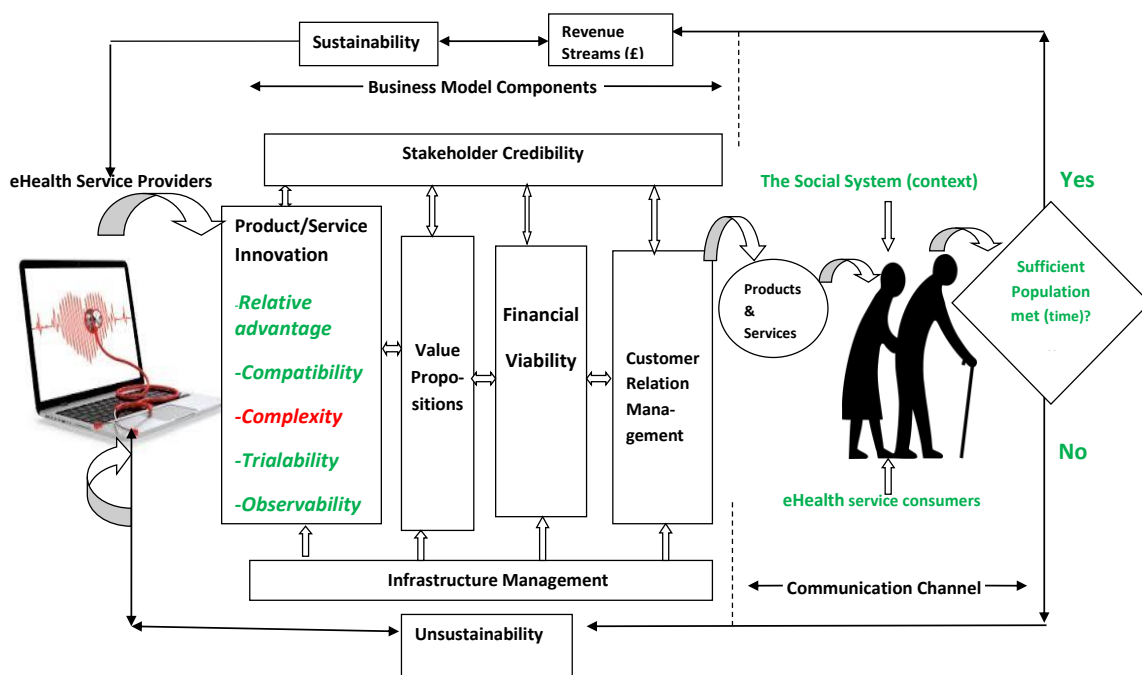 Sustainability
Revenue
Streams (£)
Business Model Components
Stakeholder Credibility
eHealth Service Providers
The Social System (context)
Yes
Product/Service
Innovation
-Relative
advantage
-Compatibility
-Complexity
-Trialability
-Observability
Value
Propo-
sitions
Financial
Viability
Customer
Relation
Mana-
gement
Products
&
Services
Sufficient
Population
met (time)?
No
eHealth service consumers
Infrastructure Management
Communication Channel
Unsustainability